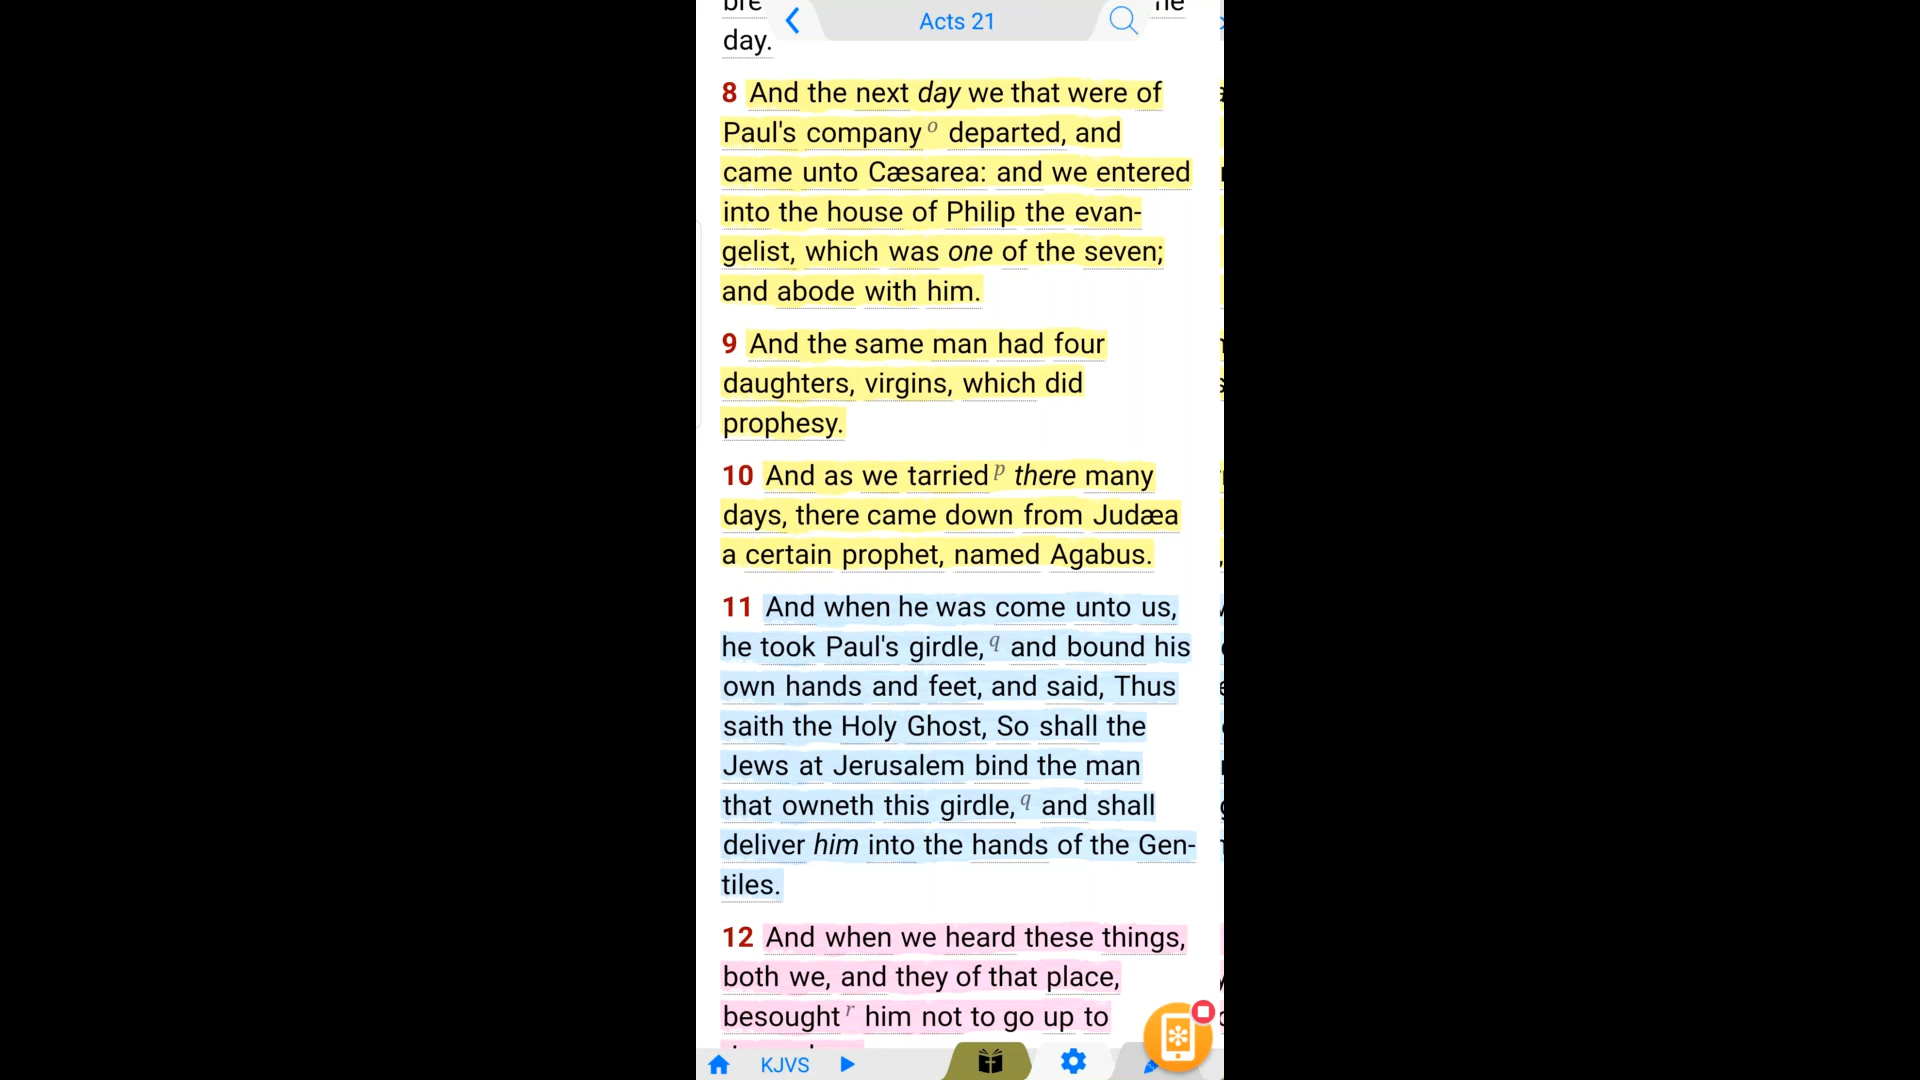 Acts 21
day.
8 And the next day we that were of
Paul's company o departed, and
came unto Cæsarea: and we entered
into the house of Philip the evan-
gelist, which was one of the seven;
and abode with him.
9 And the same man had four
daughters, virgins, which did
prophesy.
10 And as we tarried p there many
days, there came down from Judæa
a certain prophet, named Agabus.
11 And when he was come unto us,
he took Paul's girdle, q and bound his
own hands and feet, and said, Thus
saith the Holy Ghost, So shall the
Jews at Jerusalem bind the man
that owneth this girdle, q and shall
deliver him into the hands of the Gen-
tiles.
12 And when we heard these things,
both we, and they of that place,
besought r him not to go up to
KJVS